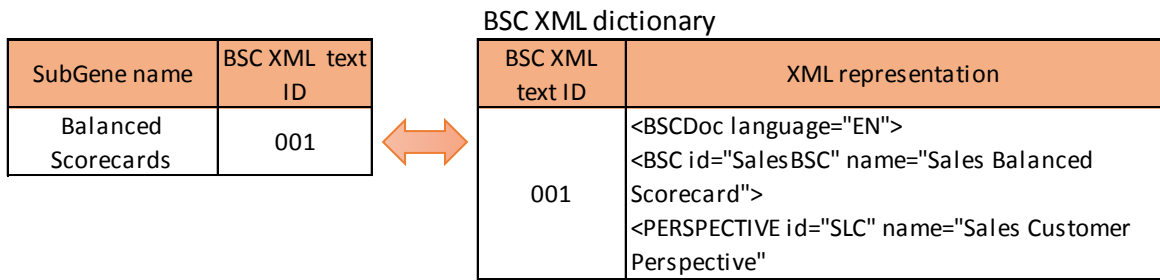 BSC XML dictionary
SubGene name
BSC XML text
ID
Balanced
Scorecards
001
BSC XML
text ID
XML representation
001
<BSCDoc language="EN">
<BSC id="SalesBSC" name="Sales Balanced
Scorecard">
<PERSPECTIVE id="SLC" name="Sales Customer
Perspective"